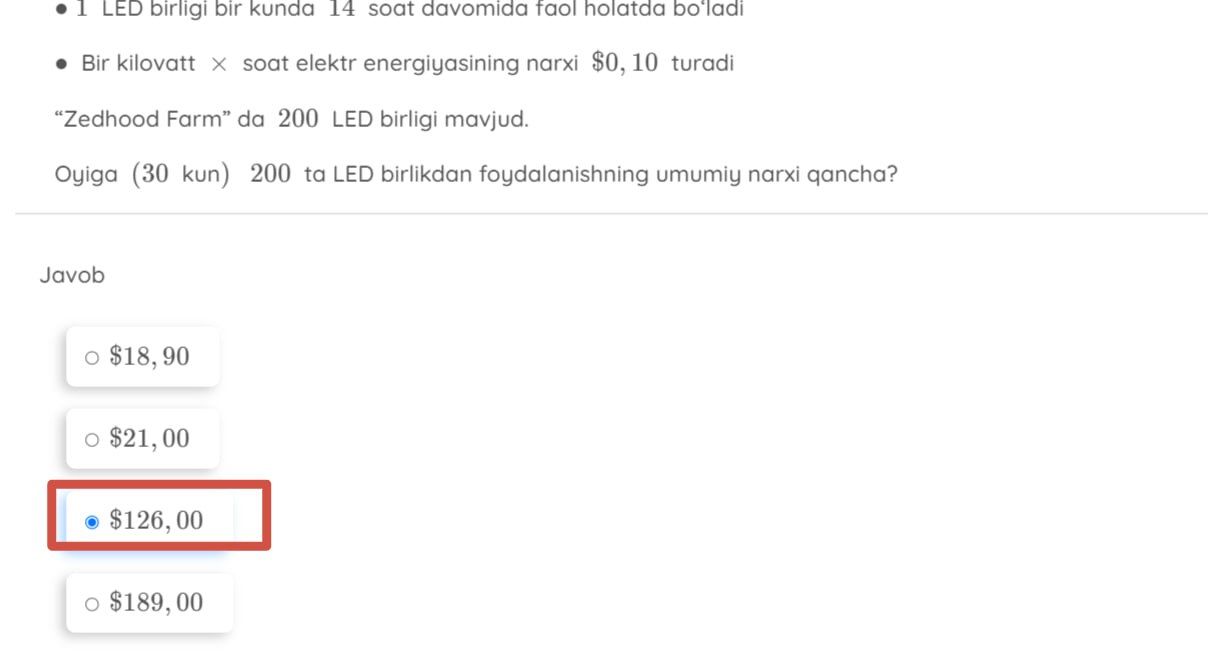 ● 1 LED birligi bir kunda 14 soat davomida faol holatda bo‘ladi
● Bir kilovatt × soat elektr energiyasining narxi $0, 10 turadi
“Zedhood Farm” da 200 LED birligi mavjud.
Oyiga (30 kun) 200 ta LED birlikdan foydalanishning umumiy narxi qancha?
Javob
$18, 90
$21, 00
$126, 00
$189, 00